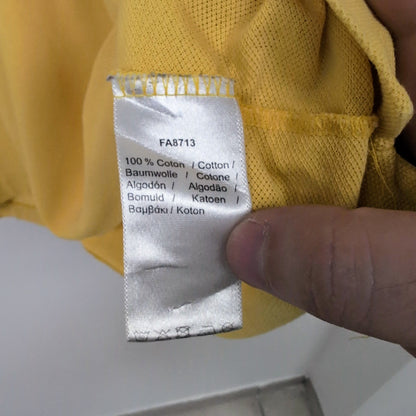 FA8713
100 % Coton / Cotton /
Baumwolle / Cotone /
Algodón / Algodão /
Bomuld / Katoen /
Βαμβάκι / Koton